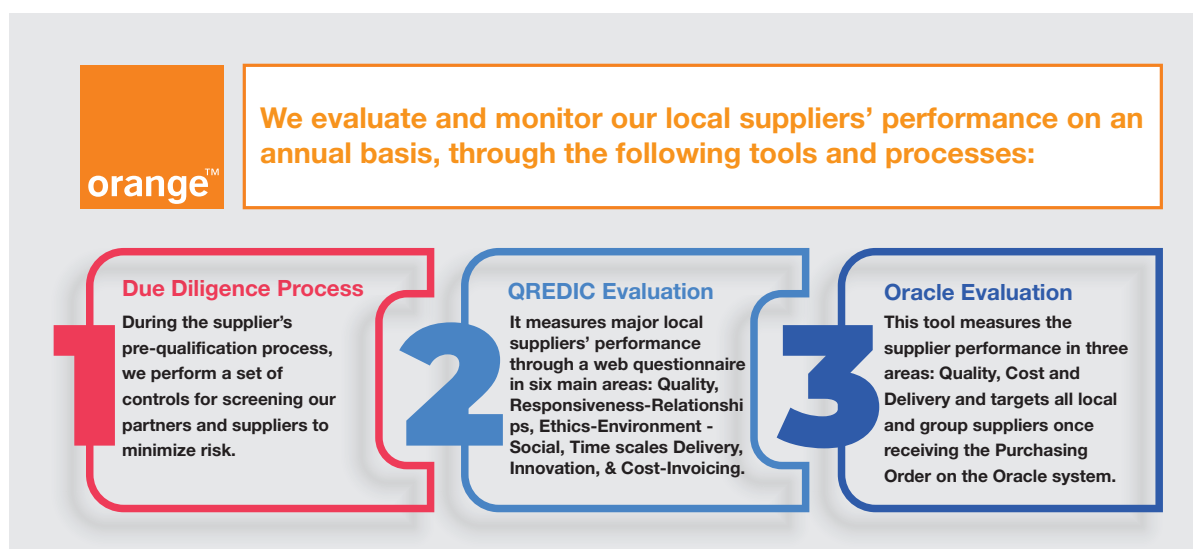 orange™
We evaluate and monitor our local suppliers’ performance on an
annual basis, through the following tools and processes:
1
Due Diligence Process
During the supplier’s
pre-qualification process,
we perform a set of
controls for screening our
partners and suppliers to
minimize risk.
2
QREDIC Evaluation
It measures major local
suppliers’ performance
through a web questionnaire
in six main areas: Quality,
Responsiveness-Relationshi
ps, Ethics-Environment -
Social, Time scales Delivery,
Innovation, & Cost-Invoicing.
3
Oracle Evaluation
This tool measures the
supplier performance in three
areas: Quality, Cost and
Delivery and targets all local
and group suppliers once
receiving the Purchasing
Order on the Oracle system.